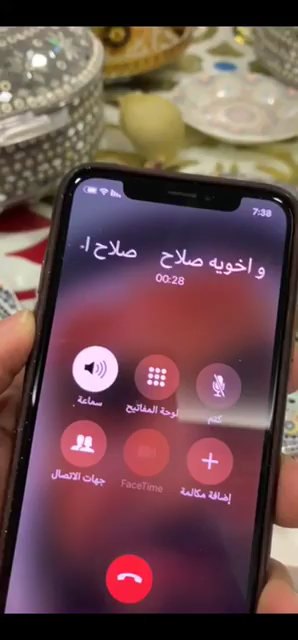 7:38
و اخويه صلاح صلاح ا-
00:28
كتم
لوحة المفاتيح
سماعة
إضافة مكالمة
FaceTime
جهات الاتصال